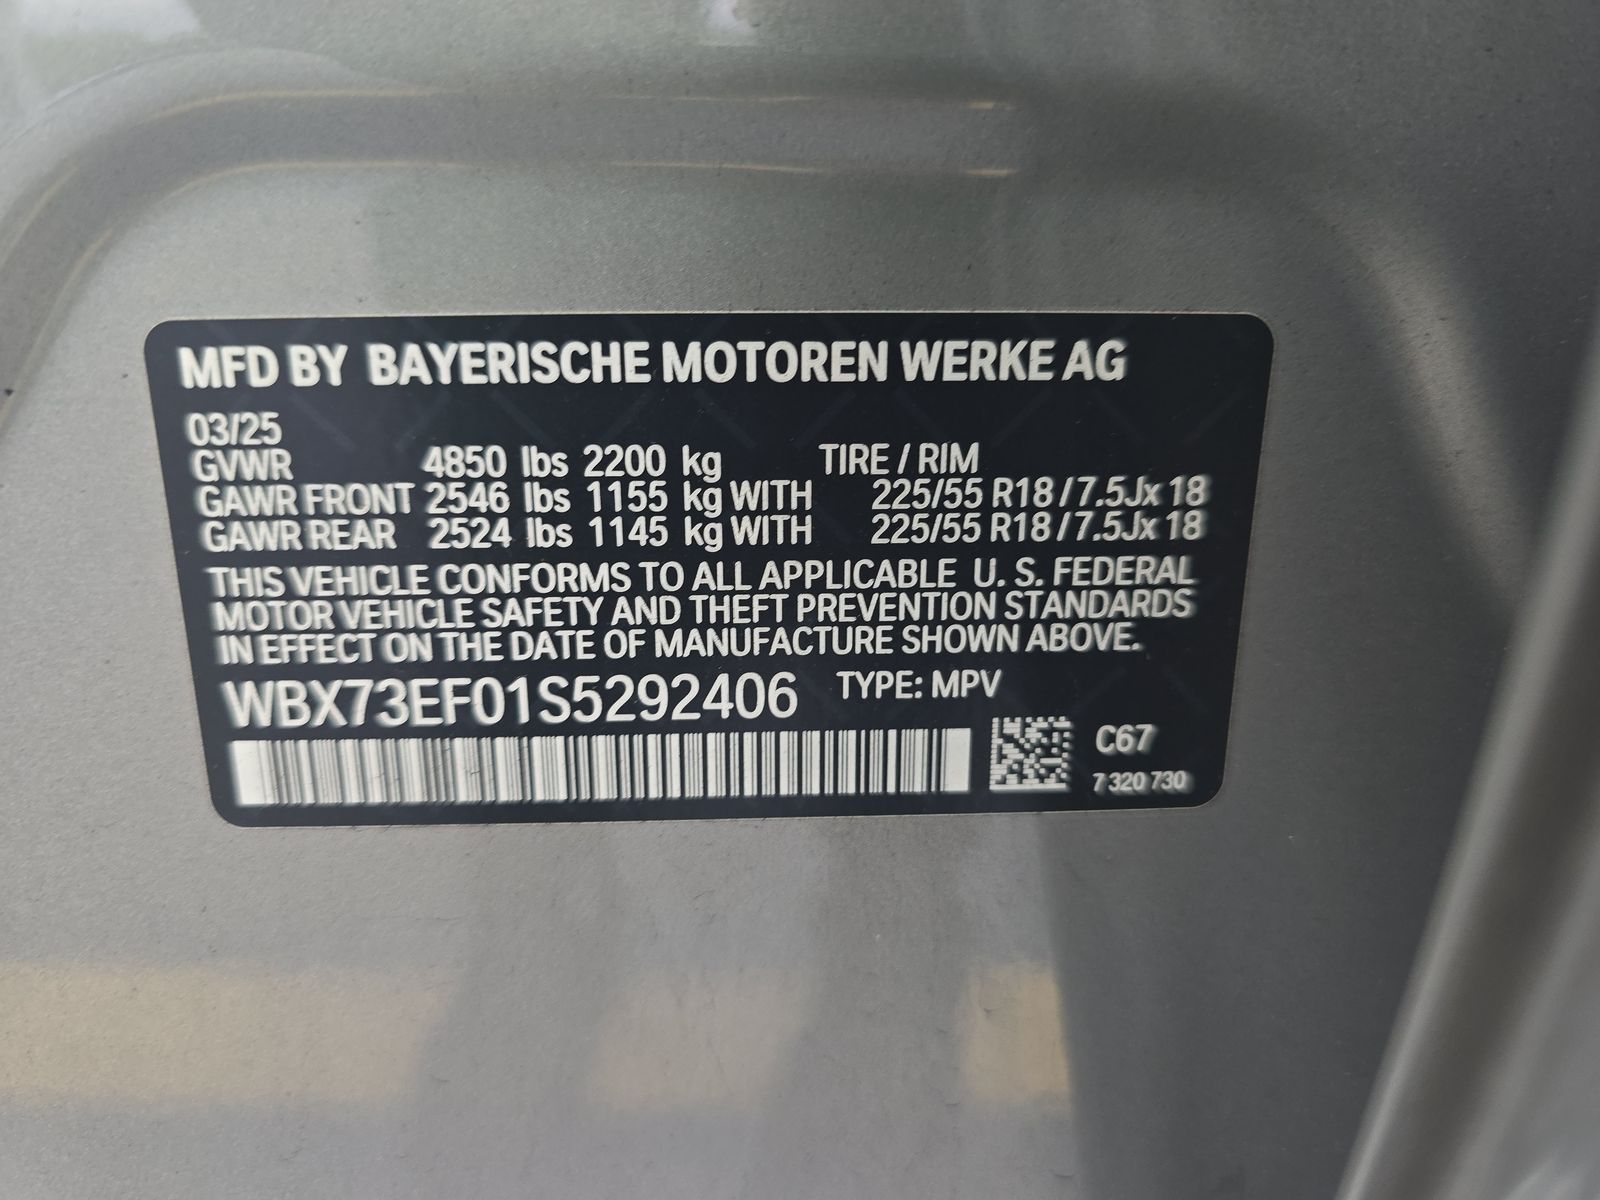 MFD BY BAYERISCHE MOTOREN WERKE AG
03/25
GVWR 4850 lbs 2200 kg TIRE / RIM
GAWR FRONT 2546 lbs 1155 kg WITH 225/55 R18 / 7.5Jx 18
GAWR REAR 2524 lbs 1145 kg WITH 225/55 R18 / 7.5Jx 18
THIS VEHICLE CONFORMS TO ALL APPLICABLE U. S. FEDERAL
MOTOR VEHICLE SAFETY AND THEFT PREVENTION STANDARDS
IN EFFECT ON THE DATE OF MANUFACTURE SHOWN ABOVE.
WBX73EF01S5292406 TYPE: MPV
C67
7 320 730